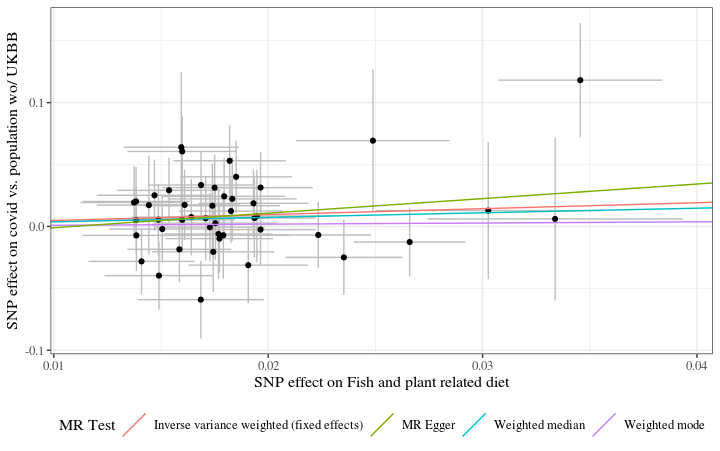 SNP effect on covid vs. population wo/ UKBB
0.1
0.0
-0.1
0.01 0.02 0.03 0.04
SNP effect on Fish and plant related diet
MR Test Inverse variance weighted (fixed effects) MR Egger Weighted median Weighted mode